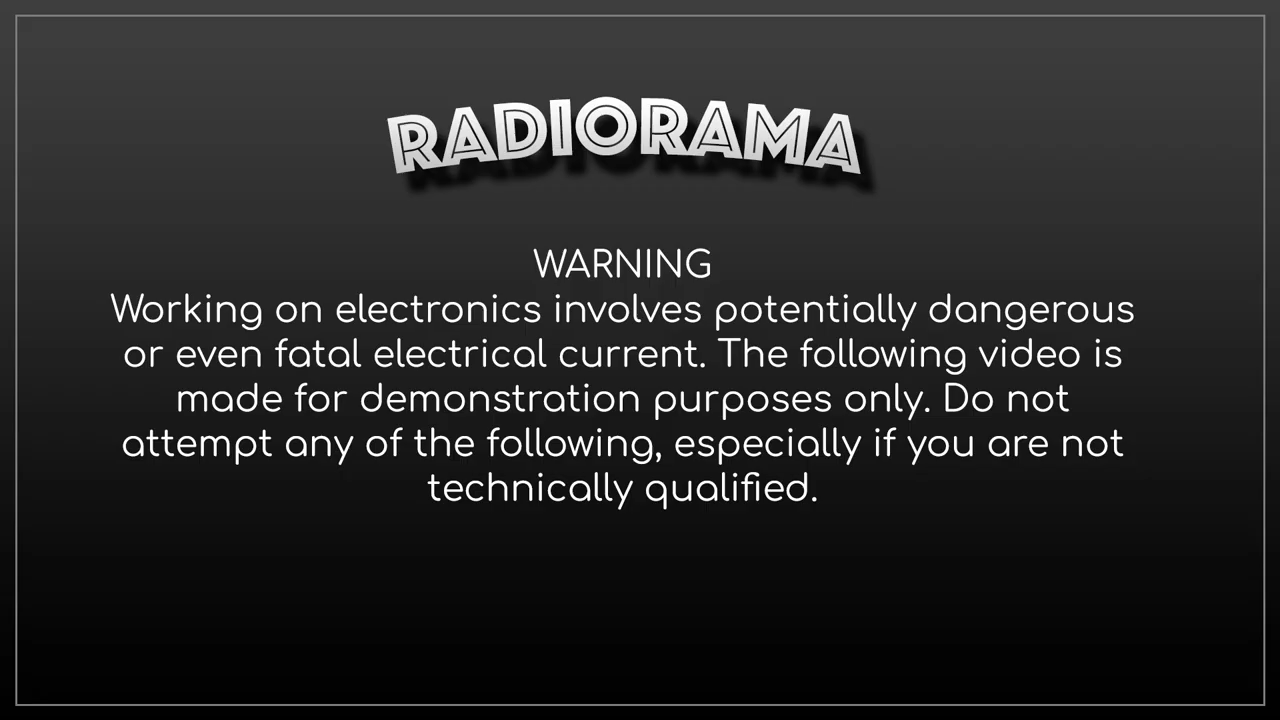 RADIORAMA
WARNING
Working on electronics involves potentially dangerous
or even fatal electrical current. The following video is
made for demonstration purposes only. Do not
attempt any of the following, especially if you are not
technically qualified.